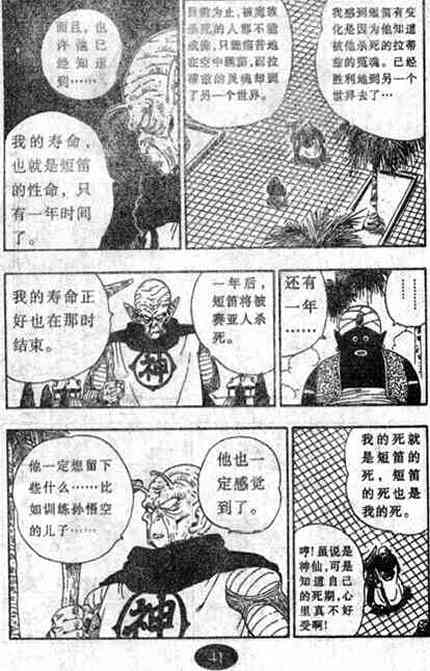 我感到短笛有变
化是因为他知道
被他杀死的拉蒂
兹的冤魂，已经
胜利地到另一个
世界去了…
目前为止，被魔族
杀死的人都不能
成佛，只能痛苦地
在空中飘荡，而拉
蒂兹的灵魂却到
了另一个世界。
而且，也
许他已
经知道
到……
我的寿命，
也就是短笛
的性命，只
有一年时间
了。
……
还有
一年
……
一年后，
短笛将被
赛亚人杀
死。
我的寿命正
好也在那时
结束。
神
我的死就
是短笛的
死，短笛
的死也是
我的死。
哼！虽说是
神仙，可是
知道自己
的死期，心
里真不好
受啊！
他也一
定感觉
到了。
他一定想留下
些什么……比
如训练孙悟空
的儿子……
神
41